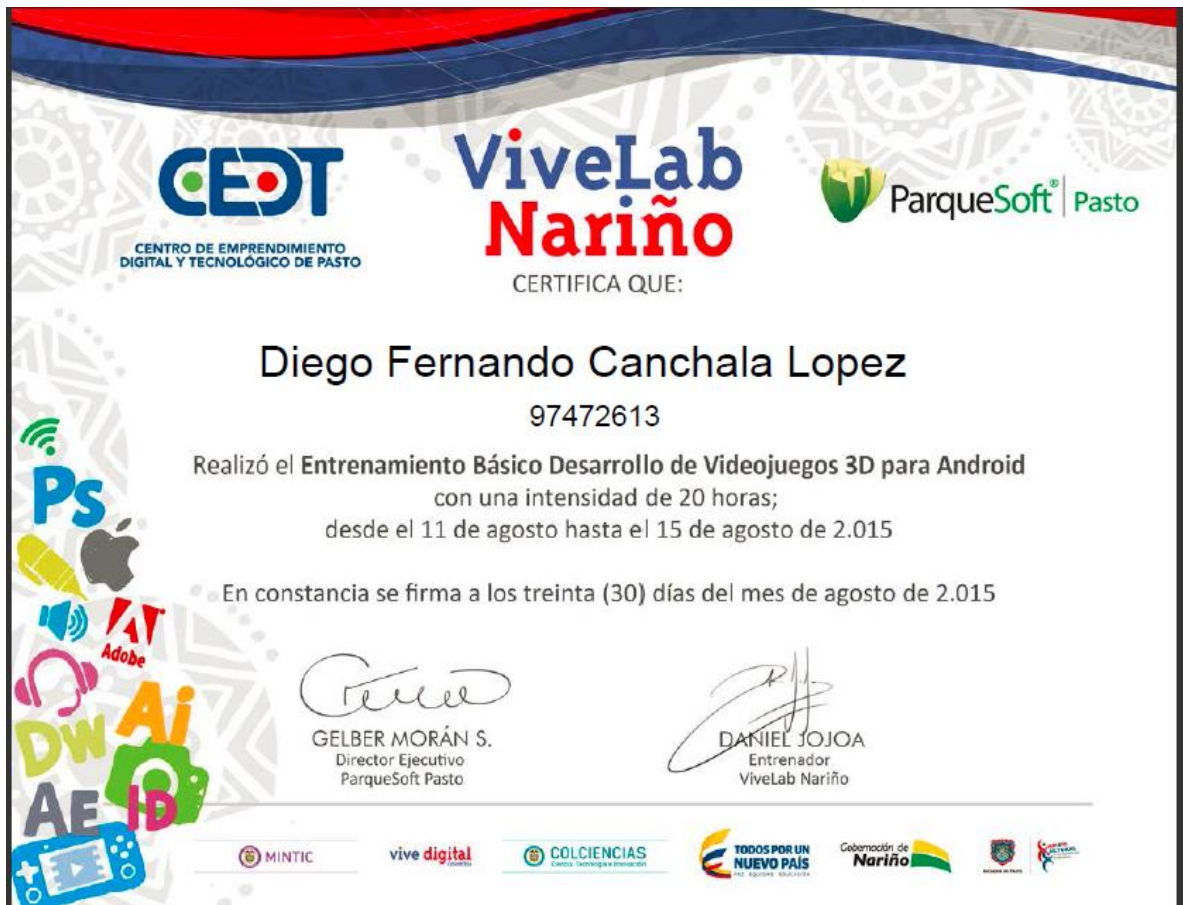 CEDT
CENTRO DE EMPRENDIMIENTO
DIGITAL Y TECNOLÓGICO DE PASTO
ViveLab
Nariño
ParqueSoft® | Pasto
CERTIFICA QUE:
Diego Fernando Canchala Lopez
97472613
Realizó el Entrenamiento Básico Desarrollo de Videojuegos 3D para Android
con una intensidad de 20 horas;
desde el 11 de agosto hasta el 15 de agosto de 2.015
En constancia se firma a los treinta (30) días del mes de agosto de 2.015
Ps
Adobe
Ai
Dw
AE
ID
GELBER MORÁN S.
Director Ejecutivo
ParqueSoft Pasto
DANIEL JOJOA
Entrenador
ViveLab Nariño
MINTIC
vive digital
COLCIENCIAS
TODOS POR UN
NUEVO PAÍS
PAZ EQUIDAD EDUCACIÓN
Gobernación de
Nariño